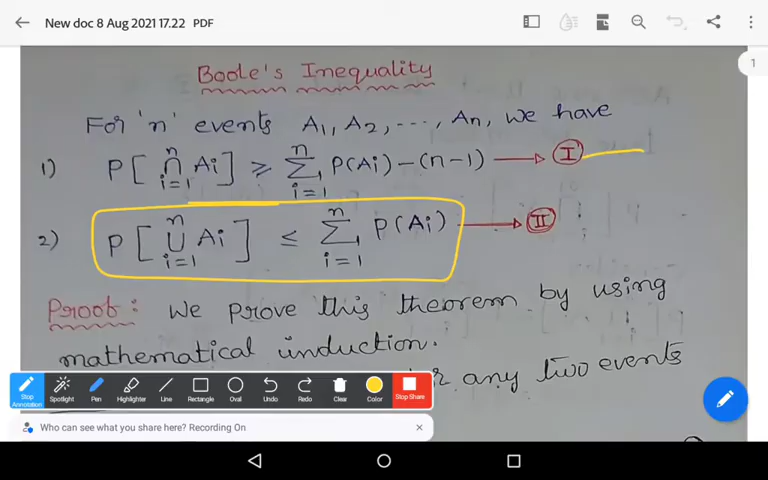 New doc 8 Aug 2021 17.22 PDF
1
Boole's Inequality
For 'n' events A1, A2, ..., An, we have
1) P[ n∩i=1 Ai ] ≥ n∑i=1 P(Ai) - (n-1) → I
2) P[ n∪i=1 Ai ] ≤ n∑i=1 P(Ai) → II
Proof: We prove this theorem by using
mathematical induction.
any two events
Stop Annotation Spotlight Pen Highlighter Line Rectangle Oval Undo Redo Clear Color Stop Share
Who can see what you share here? Recording On